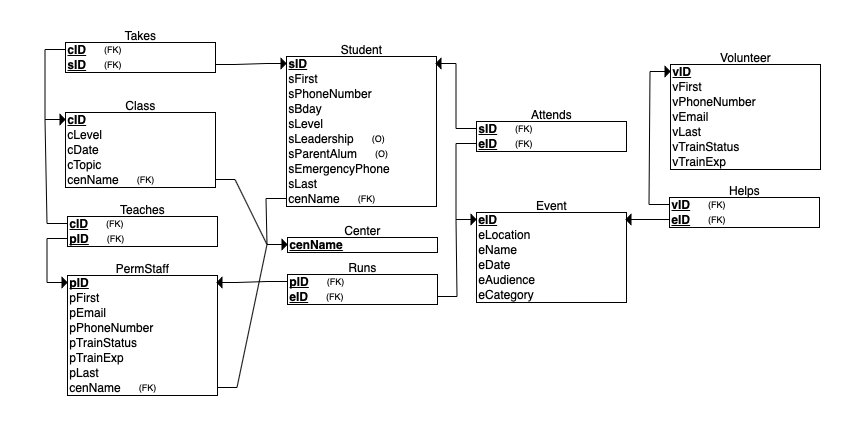 Takes
cID (FK)
sID (FK)
Class
cID
cLevel
cDate
cTopic
cenName (FK)
Teaches
cID (FK)
pID (FK)
PermStaff
pID
pFirst
pEmail
pPhoneNumber
pTrainStatus
pTrainExp
pLast
cenName (FK)
Student
sID
sFirst
sPhoneNumber
sBday
sLevel
sLeadership (O)
sParentAlum (O)
sEmergencyPhone
sLast
cenName (FK)
Center
cenName
Runs
pID (FK)
eID (FK)
Attends
sID (FK)
eID (FK)
Event
eID
eLocation
eName
eDate
eAudience
eCategory
Volunteer
vID
vFirst
vPhoneNumber
vEmail
vLast
vTrainStatus
vTrainExp
Helps
vID (FK)
eID (FK)